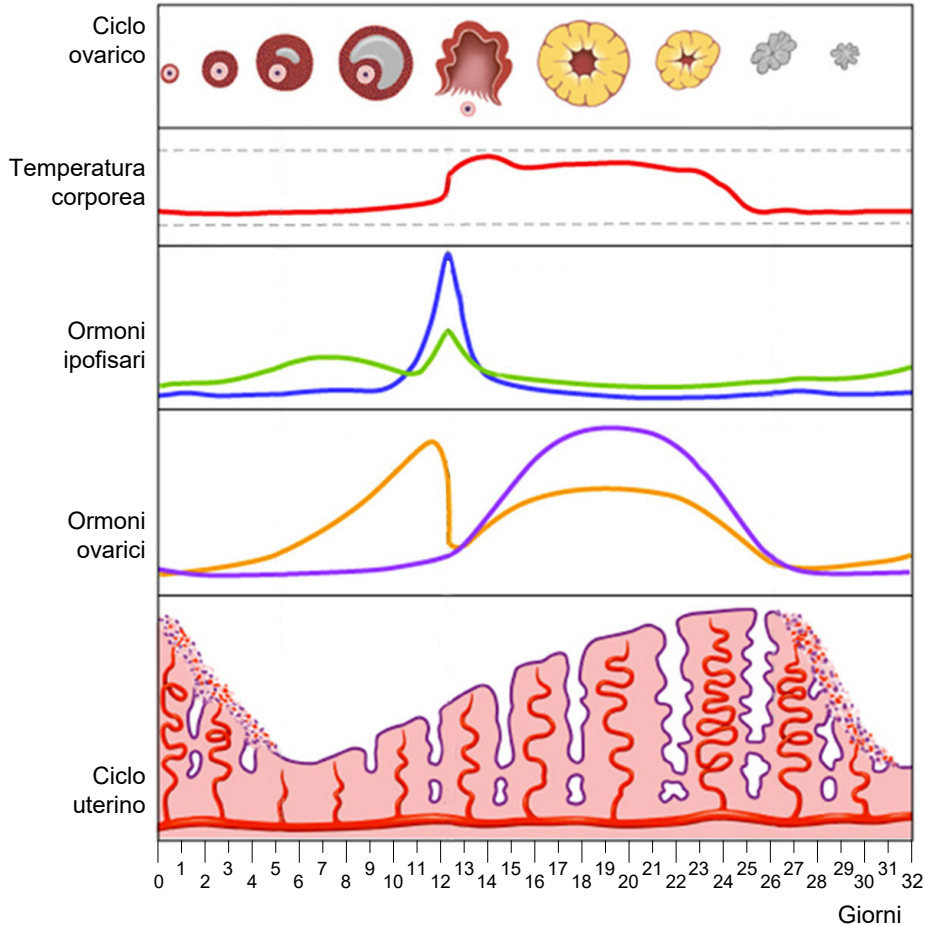 Ciclo
ovarico
Temperatura
corporea
Ormoni
ipofisari
Ormoni
ovarici
Ciclo
uterino
1 3 5 7 9 11 13 15 17 19 21 23 25 27 29 31
0 2 4 6 8 10 12 14 16 18 20 22 24 26 28 30 32
Giorni